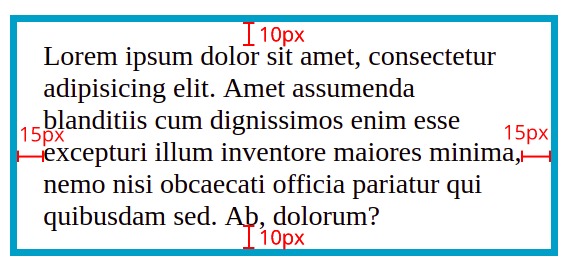 10px
Lorem ipsum dolor sit amet, consectetur
adipisicing elit. Amet assumenda
blanditiis cum dignissimos enim esse
15px
15px
excepturi illum inventore maiores minima,
nemo nisi obcaecati officia pariatur qui
quibusdam sed. Ab, dolorum?
10px